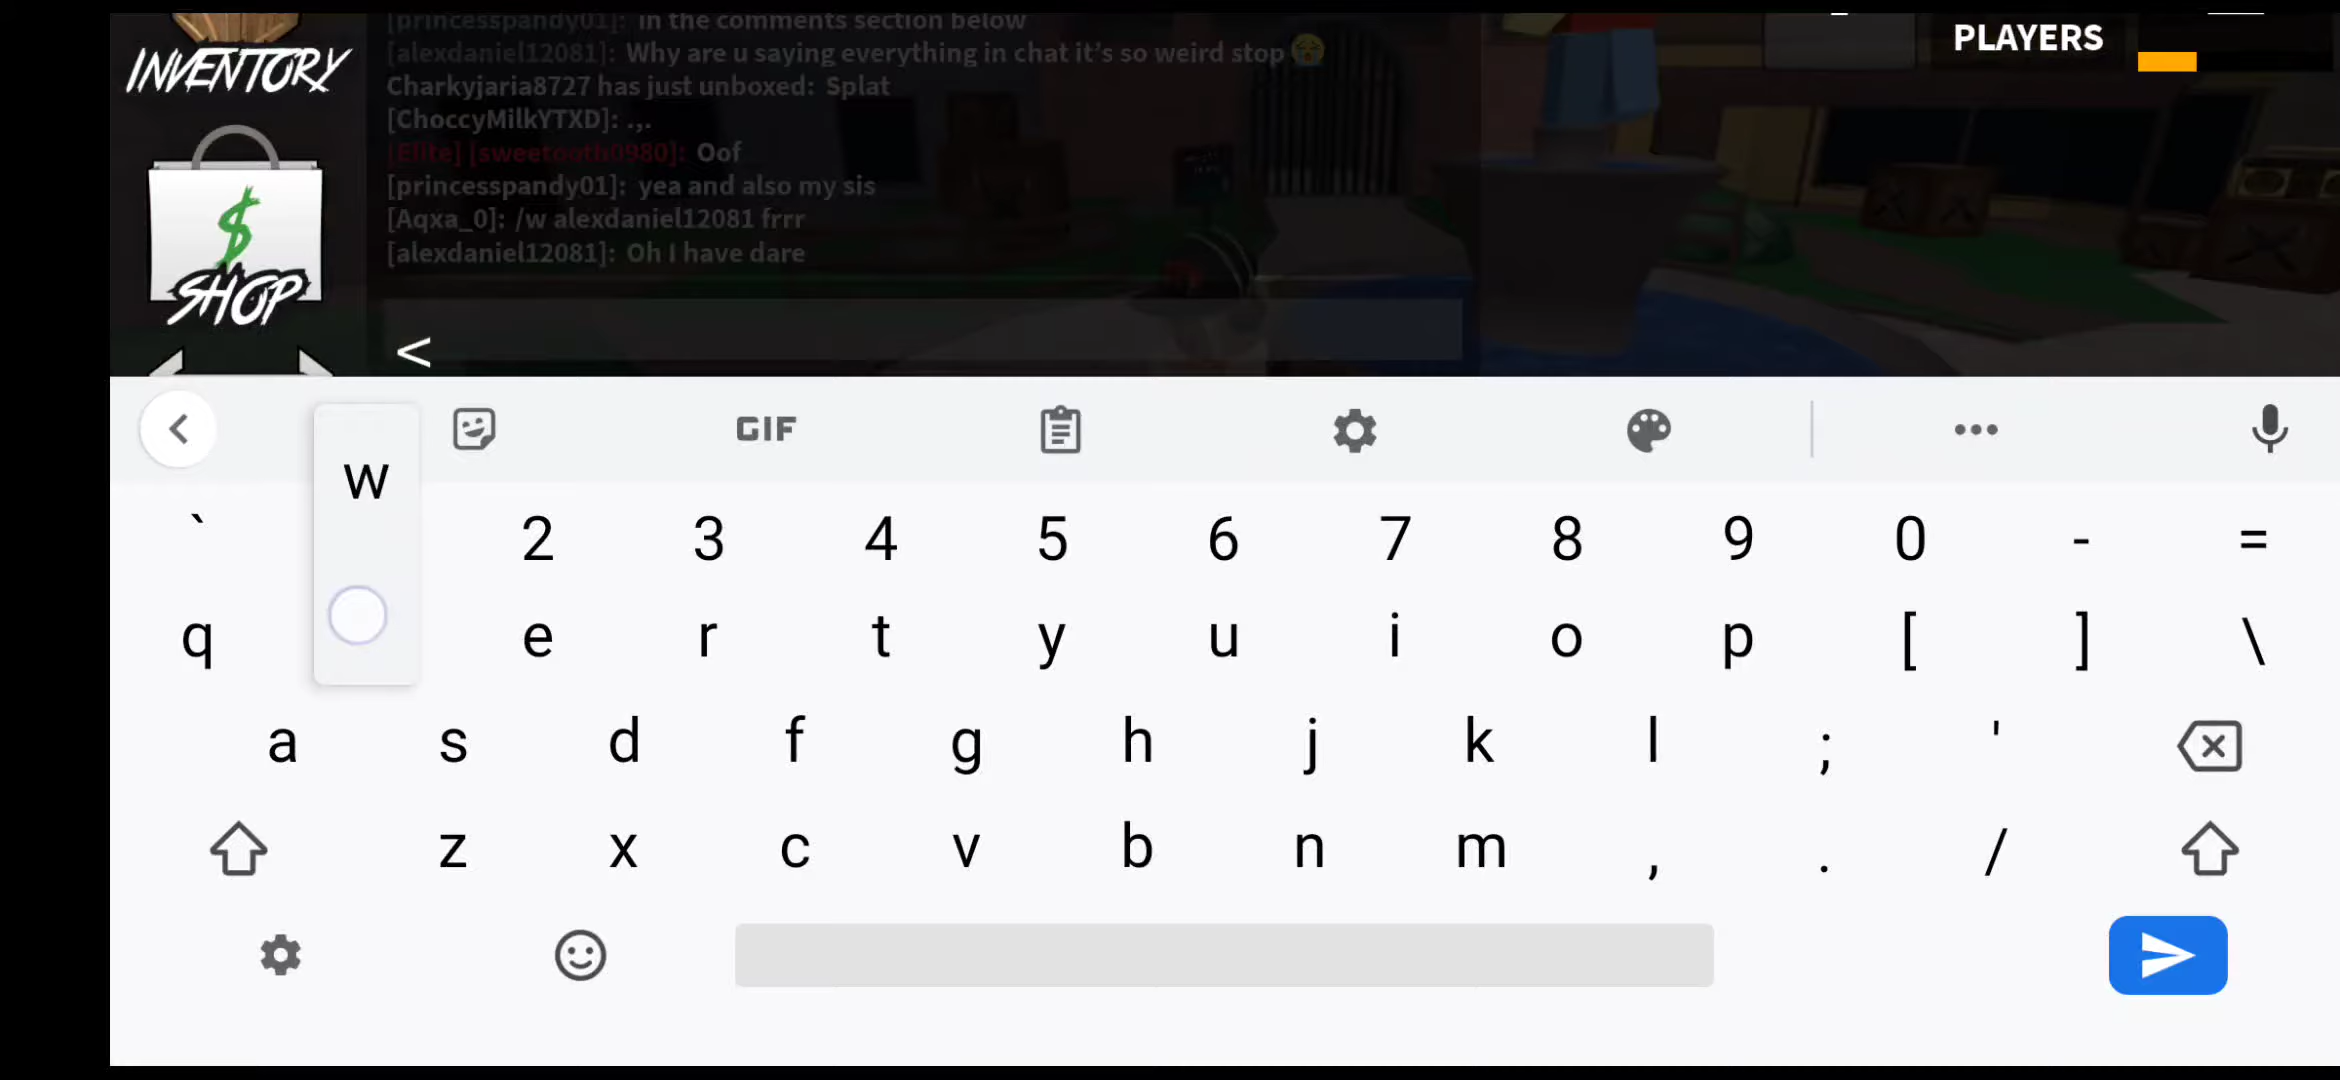 [princesspandy01]: in the comments section below
PLAYERS
INVENTORY
[alexdaniel12081]: Why are u saying everything in chat it's so weird stop 😭
Charkyjaria8727 has just unboxed: Splat
[ChoccyMilkYTXD]: .,.
[Elite] [sweetooth0980]: Oof
[princesspandy01]: yea and also my sis
[Aqxa_0]: /w alexdaniel12081 frrr
[alexdaniel12081]: Oh I have dare
$
SHOP
<
GIF
w
` 2 3 4 5 6 7 8 9 0 - =
q e r t y u i o p [ ] \
a s d f g h j k l ; '
z x c v b n m , . /